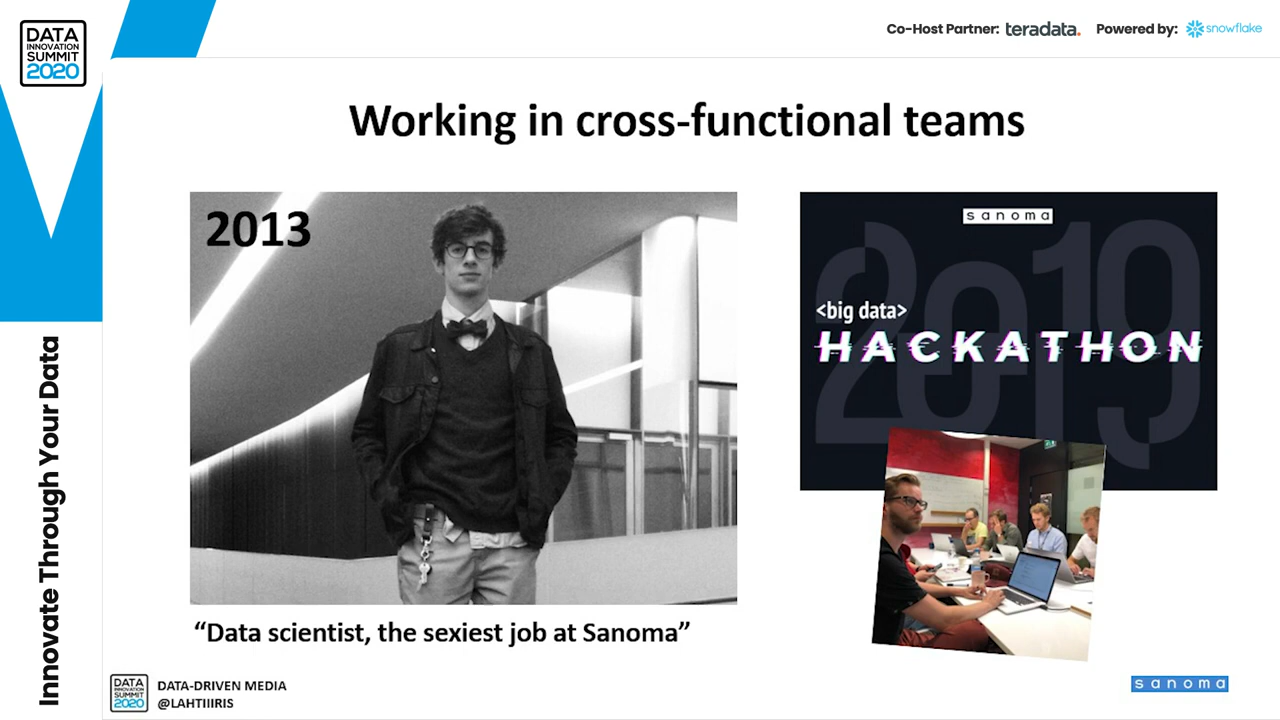 DATA
INNOVATION
SUMMIT
2020
Co-Host Partner: teradata. Powered by: snowflake
Innovate Through Your Data
Working in cross-functional teams
2013
sanoma
2019
<big data>
HACKATHON
“Data scientist, the sexiest job at Sanoma”
DATA
INNOVATION
SUMMIT
2020
DATA-DRIVEN MEDIA
@LAHTIIIRIS
sanoma